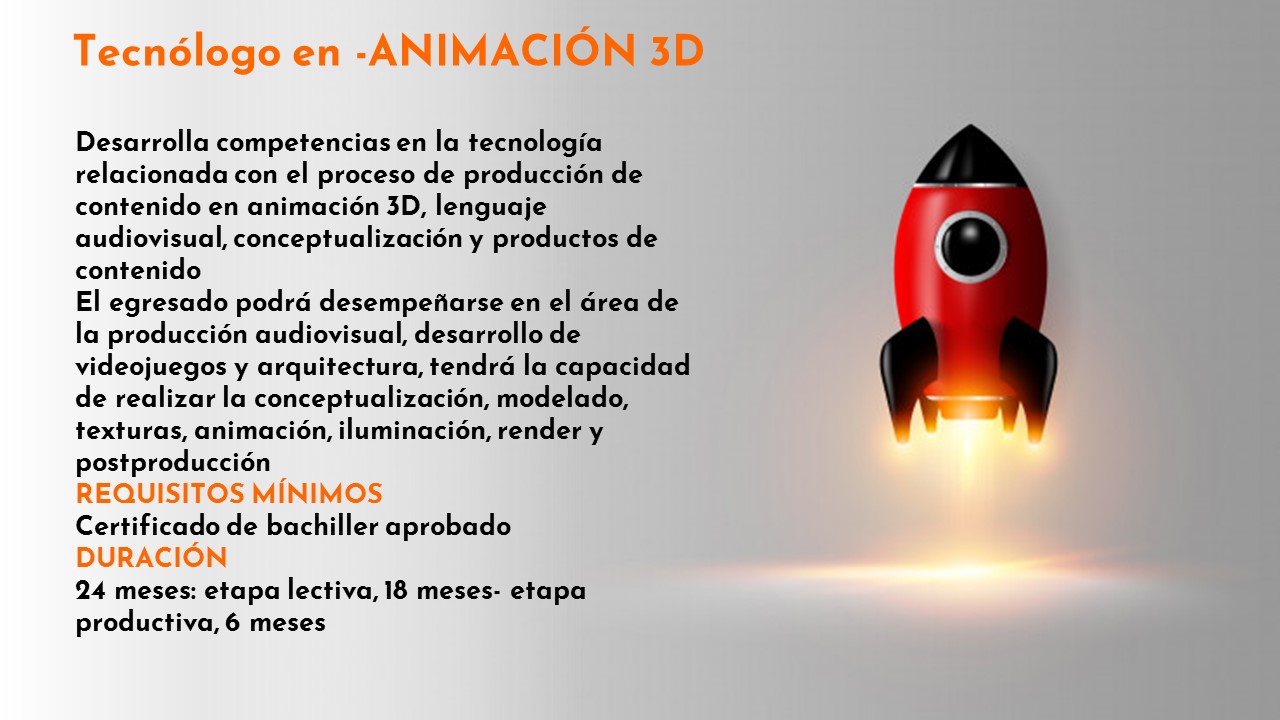 Tecnólogo en -ANIMACIÓN 3D
Desarrolla competencias en la tecnología
relacionada con el proceso de producción de
contenido en animación 3D, lenguaje
audiovisual, conceptualización y productos de
contenido
El egresado podrá desempeñarse en el área de
la producción audiovisual, desarrollo de
videojuegos y arquitectura, tendrá la capacidad
de realizar la conceptualización, modelado,
texturas, animación, iluminación, render y
postproducción
REQUISITOS MÍNIMOS
Certificado de bachiller aprobado
DURACIÓN
24 meses: etapa lectiva, 18 meses- etapa
productiva, 6 meses